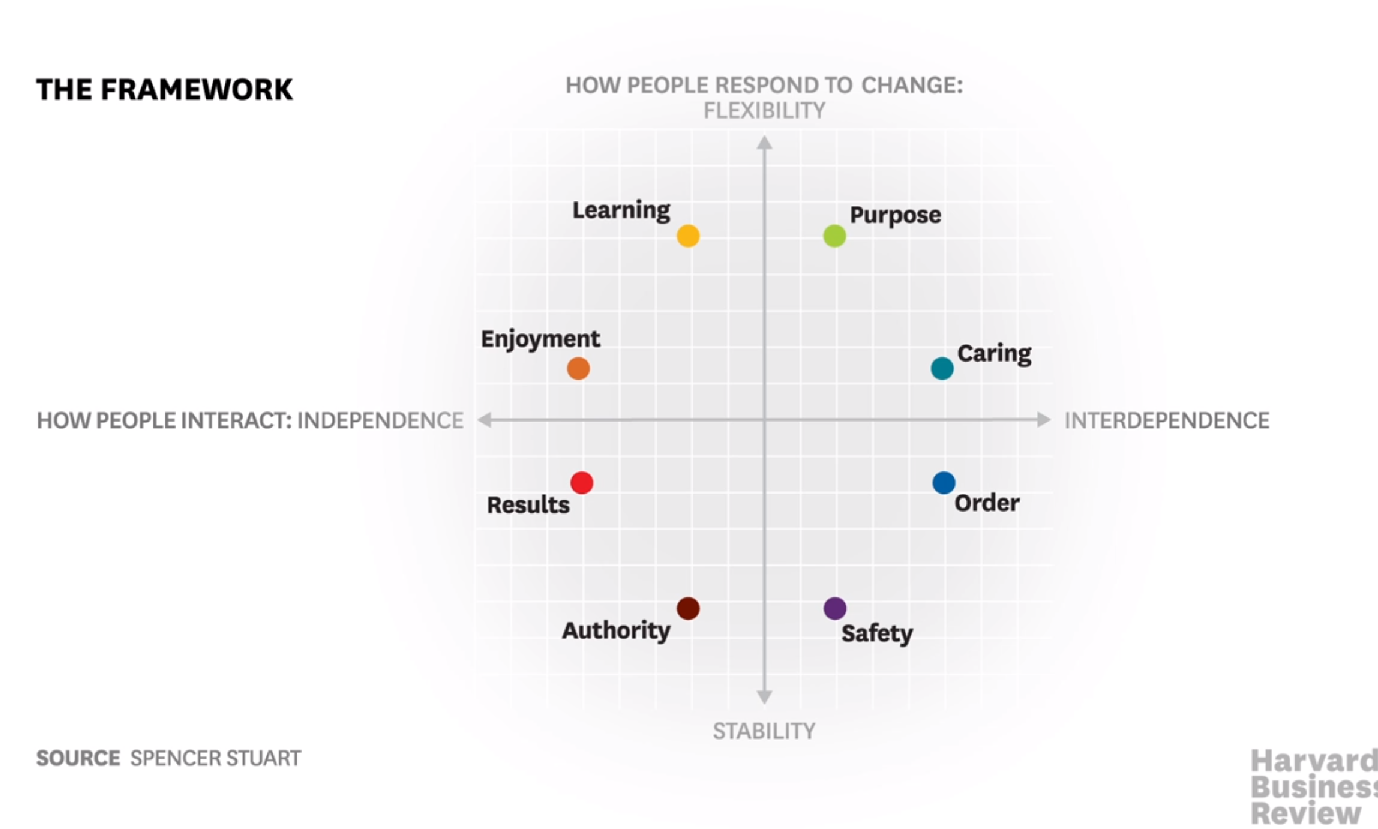 THE FRAMEWORK
HOW PEOPLE RESPOND TO CHANGE:
FLEXIBILITY
Learning
Purpose
Enjoyment
Caring
HOW PEOPLE INTERACT: INDEPENDENCE
INTERDEPENDENCE
Results
Order
Authority
Safety
STABILITY
SOURCE SPENCER STUART
Harvard
Business
Review